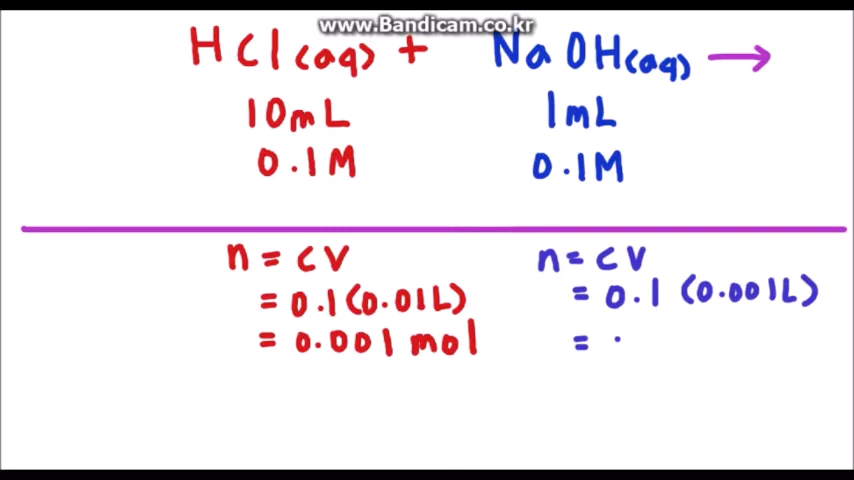 www.Bandicam.co.kr
HCl(aq) + NaOH(aq) →
10mL 1mL
0.1M 0.1M
n = CV n = CV
= 0.1(0.01L) = 0.1 (0.001L)
= 0.001 mol = .